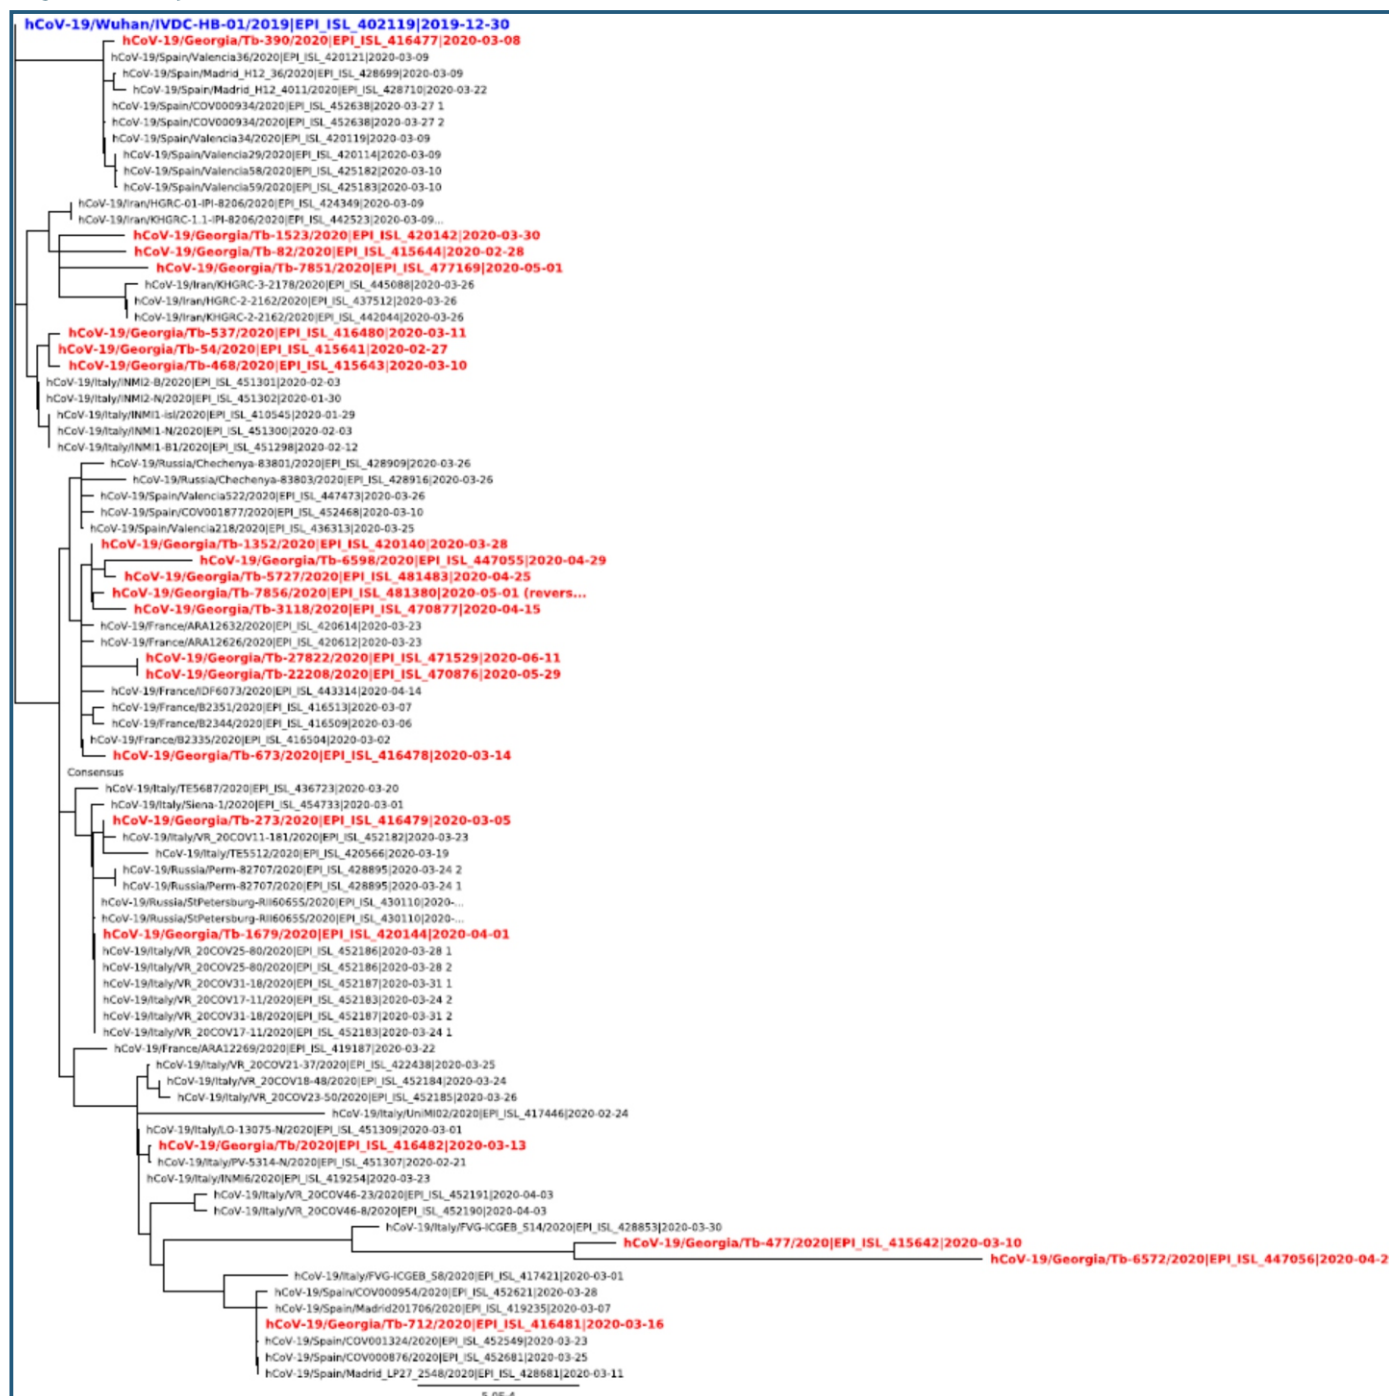 hCoV-19/Wuhan/IVDC-HB-01/2019|EPI_ISL_402119|2019-12-30
hCoV-19/Georgia/Tb-390/2020|EPI_ISL_416477|2020-03-08
hCoV-19/Spain/Valencia36/2020|EPI_ISL_420121|2020-03-09
hCoV-19/Spain/Madrid_H12_36/2020|EPI_ISL_428699|2020-03-09
hCoV-19/Spain/Madrid_H12_4011/2020|EPI_ISL_428710|2020-03-22
hCoV-19/Spain/COV000934/2020|EPI_ISL_452638|2020-03-27 1
hCoV-19/Spain/COV000934/2020|EPI_ISL_452638|2020-03-27 2
hCoV-19/Spain/Valencia34/2020|EPI_ISL_420119|2020-03-09
hCoV-19/Spain/Valencia29/2020|EPI_ISL_420114|2020-03-09
hCoV-19/Spain/Valencia58/2020|EPI_ISL_425182|2020-03-10
hCoV-19/Spain/Valencia59/2020|EPI_ISL_425183|2020-03-10
hCoV-19/Iran/HGRC-01-IPI-8206/2020|EPI_ISL_424349|2020-03-09
hCoV-19/Iran/KHGRC-1.1-IPI-8206/2020|EPI_ISL_442523|2020-03-09...
hCoV-19/Georgia/Tb-1523/2020|EPI_ISL_420142|2020-03-30
hCoV-19/Georgia/Tb-82/2020|EPI_ISL_415644|2020-02-28
hCoV-19/Georgia/Tb-7851/2020|EPI_ISL_477169|2020-05-01
hCoV-19/Iran/KHGRC-3-2178/2020|EPI_ISL_445088|2020-03-26
hCoV-19/Iran/HGRC-2-2162/2020|EPI_ISL_437512|2020-03-26
hCoV-19/Iran/KHGRC-2-2162/2020|EPI_ISL_442044|2020-03-26
hCoV-19/Georgia/Tb-537/2020|EPI_ISL_416480|2020-03-11
hCoV-19/Georgia/Tb-54/2020|EPI_ISL_415641|2020-02-27
hCoV-19/Georgia/Tb-468/2020|EPI_ISL_415643|2020-03-10
hCoV-19/Italy/INMI2-B/2020|EPI_ISL_451301|2020-02-03
hCoV-19/Italy/INMI2-N/2020|EPI_ISL_451302|2020-01-30
hCoV-19/Italy/INMI1-isl/2020|EPI_ISL_410545|2020-01-29
hCoV-19/Italy/INMI1-N/2020|EPI_ISL_451300|2020-02-03
hCoV-19/Italy/INMI1-B1/2020|EPI_ISL_451298|2020-02-12
hCoV-19/Russia/Chechenya-83801/2020|EPI_ISL_428909|2020-03-26
hCoV-19/Russia/Chechenya-83803/2020|EPI_ISL_428916|2020-03-26
hCoV-19/Spain/Valencia522/2020|EPI_ISL_447473|2020-03-26
hCoV-19/Spain/COV001877/2020|EPI_ISL_452468|2020-03-10
hCoV-19/Spain/Valencia218/2020|EPI_ISL_436313|2020-03-25
hCoV-19/Georgia/Tb-1352/2020|EPI_ISL_420140|2020-03-28
hCoV-19/Georgia/Tb-6598/2020|EPI_ISL_447055|2020-04-29
hCoV-19/Georgia/Tb-5727/2020|EPI_ISL_481483|2020-04-25
hCoV-19/Georgia/Tb-7856/2020|EPI_ISL_481380|2020-05-01 (revers...
hCoV-19/Georgia/Tb-3118/2020|EPI_ISL_470877|2020-04-15
hCoV-19/France/ARA12632/2020|EPI_ISL_420614|2020-03-23
hCoV-19/France/ARA12626/2020|EPI_ISL_420612|2020-03-23
hCoV-19/Georgia/Tb-27822/2020|EPI_ISL_471529|2020-06-11
hCoV-19/Georgia/Tb-22208/2020|EPI_ISL_470876|2020-05-29
hCoV-19/France/IDF6073/2020|EPI_ISL_443314|2020-04-14
hCoV-19/France/B2351/2020|EPI_ISL_416513|2020-03-07
hCoV-19/France/B2344/2020|EPI_ISL_416509|2020-03-06
hCoV-19/France/B2335/2020|EPI_ISL_416504|2020-03-02
hCoV-19/Georgia/Tb-673/2020|EPI_ISL_416478|2020-03-14
Consensus
hCoV-19/Italy/TE5687/2020|EPI_ISL_436723|2020-03-20
hCoV-19/Italy/Siena-1/2020|EPI_ISL_454733|2020-03-01
hCoV-19/Georgia/Tb-273/2020|EPI_ISL_416479|2020-03-05
hCoV-19/Italy/VR_20COV11-181/2020|EPI_ISL_452182|2020-03-23
hCoV-19/Italy/TE5512/2020|EPI_ISL_420566|2020-03-19
hCoV-19/Russia/Perm-82707/2020|EPI_ISL_428895|2020-03-24 2
hCoV-19/Russia/Perm-82707/2020|EPI_ISL_428895|2020-03-24 1
hCoV-19/Russia/StPetersburg-RII6065S/2020|EPI_ISL_430110|2020-...
hCoV-19/Russia/StPetersburg-RII6065S/2020|EPI_ISL_430110|2020-...
hCoV-19/Georgia/Tb-1679/2020|EPI_ISL_420144|2020-04-01
hCoV-19/Italy/VR_20COV25-80/2020|EPI_ISL_452186|2020-03-28 1
hCoV-19/Italy/VR_20COV25-80/2020|EPI_ISL_452186|2020-03-28 2
hCoV-19/Italy/VR_20COV31-18/2020|EPI_ISL_452187|2020-03-31 1
hCoV-19/Italy/VR_20COV17-11/2020|EPI_ISL_452183|2020-03-24 2
hCoV-19/Italy/VR_20COV31-18/2020|EPI_ISL_452187|2020-03-31 2
hCoV-19/Italy/VR_20COV17-11/2020|EPI_ISL_452183|2020-03-24 1
hCoV-19/France/ARA12269/2020|EPI_ISL_419187|2020-03-22
hCoV-19/Italy/VR_20COV21-37/2020|EPI_ISL_422438|2020-03-25
hCoV-19/Italy/VR_20COV18-48/2020|EPI_ISL_452184|2020-03-24
hCoV-19/Italy/VR_20COV23-50/2020|EPI_ISL_452185|2020-03-26
hCoV-19/Italy/UniMI02/2020|EPI_ISL_417446|2020-02-24
hCoV-19/Italy/LO-13075-N/2020|EPI_ISL_451309|2020-03-01
hCoV-19/Georgia/Tb/2020|EPI_ISL_416482|2020-03-13
hCoV-19/Italy/PV-5314-N/2020|EPI_ISL_451307|2020-02-21
hCoV-19/Italy/INMI6/2020|EPI_ISL_419254|2020-03-23
hCoV-19/Italy/VR_20COV46-23/2020|EPI_ISL_452191|2020-04-03
hCoV-19/Italy/VR_20COV46-8/2020|EPI_ISL_452190|2020-04-03
hCoV-19/Italy/FVG-ICGEB_S14/2020|EPI_ISL_428853|2020-03-30
hCoV-19/Georgia/Tb-477/2020|EPI_ISL_415642|2020-03-10
hCoV-19/Georgia/Tb-6572/2020|EPI_ISL_447056|2020-04-2
hCoV-19/Italy/FVG-ICGEB_S8/2020|EPI_ISL_417421|2020-03-01
hCoV-19/Spain/COV000954/2020|EPI_ISL_452621|2020-03-28
hCoV-19/Spain/Madrid201706/2020|EPI_ISL_419235|2020-03-07
hCoV-19/Georgia/Tb-712/2020|EPI_ISL_416481|2020-03-16
hCoV-19/Spain/COV001324/2020|EPI_ISL_452549|2020-03-23
hCoV-19/Spain/COV000876/2020|EPI_ISL_452681|2020-03-25
hCoV-19/Spain/Madrid_LP27_2548/2020|EPI_ISL_428681|2020-03-11